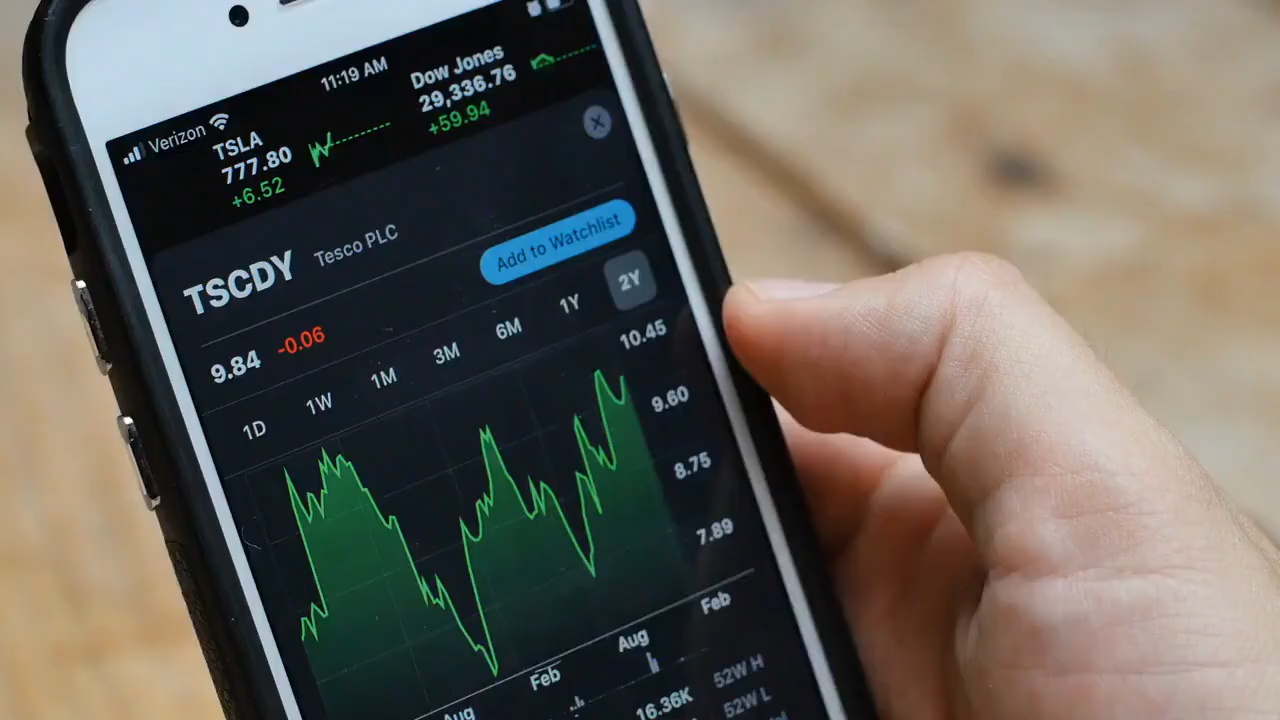 11:19 AM
Verizon
TSLA
777.80
+6.52
Dow Jones
29,336.76
+59.94
TSCDY Tesco PLC
Add to Watchlist
9.84 -0.06
1D 1W 1M 3M 6M 1Y 2Y
10.45
9.60
8.75
7.89
Aug Feb Aug Feb
16.36K
52W H
52W L